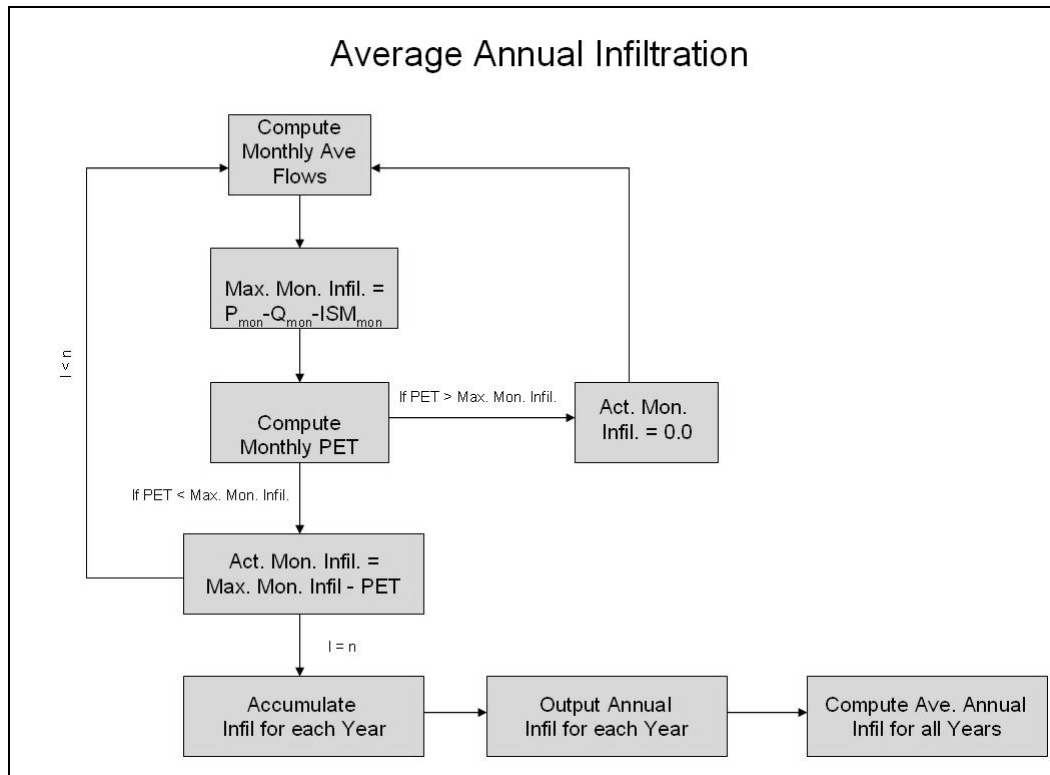 Average Annual Infiltration
Compute
Monthly Ave
Flows
Max. Mon. Infil. =
Pmon-Qmon-ISMmon
I < n
If PET > Max. Mon. Infil.
Compute
Monthly PET
Act. Mon.
Infil. = 0.0
If PET < Max. Mon. Infil.
Act. Mon. Infil. =
Max. Mon. Infil - PET
I = n
Accumulate
Infil for each Year
Output Annual
Infil for each Year
Compute Ave. Annual
Infil for all Years